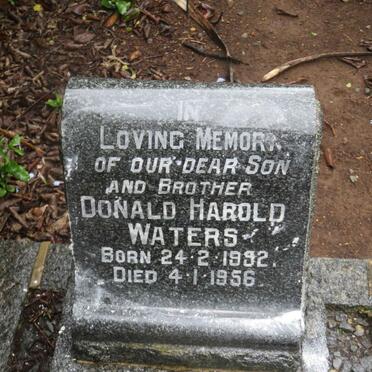 IN
LOVING MEMORY
OF OUR DEAR SON
AND BROTHER
DONALD HAROLD
WATERS
BORN 24·2·1932.
DIED 4·1·1956